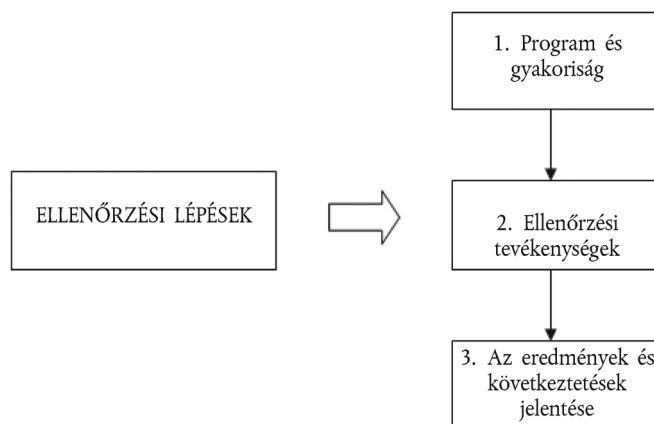 1. Program és
gyakoriság
ELLENŐRZÉSI LÉPÉSEK
2. Ellenőrzési
tevékenységek
3. Az eredmények és
következtetések
jelentése